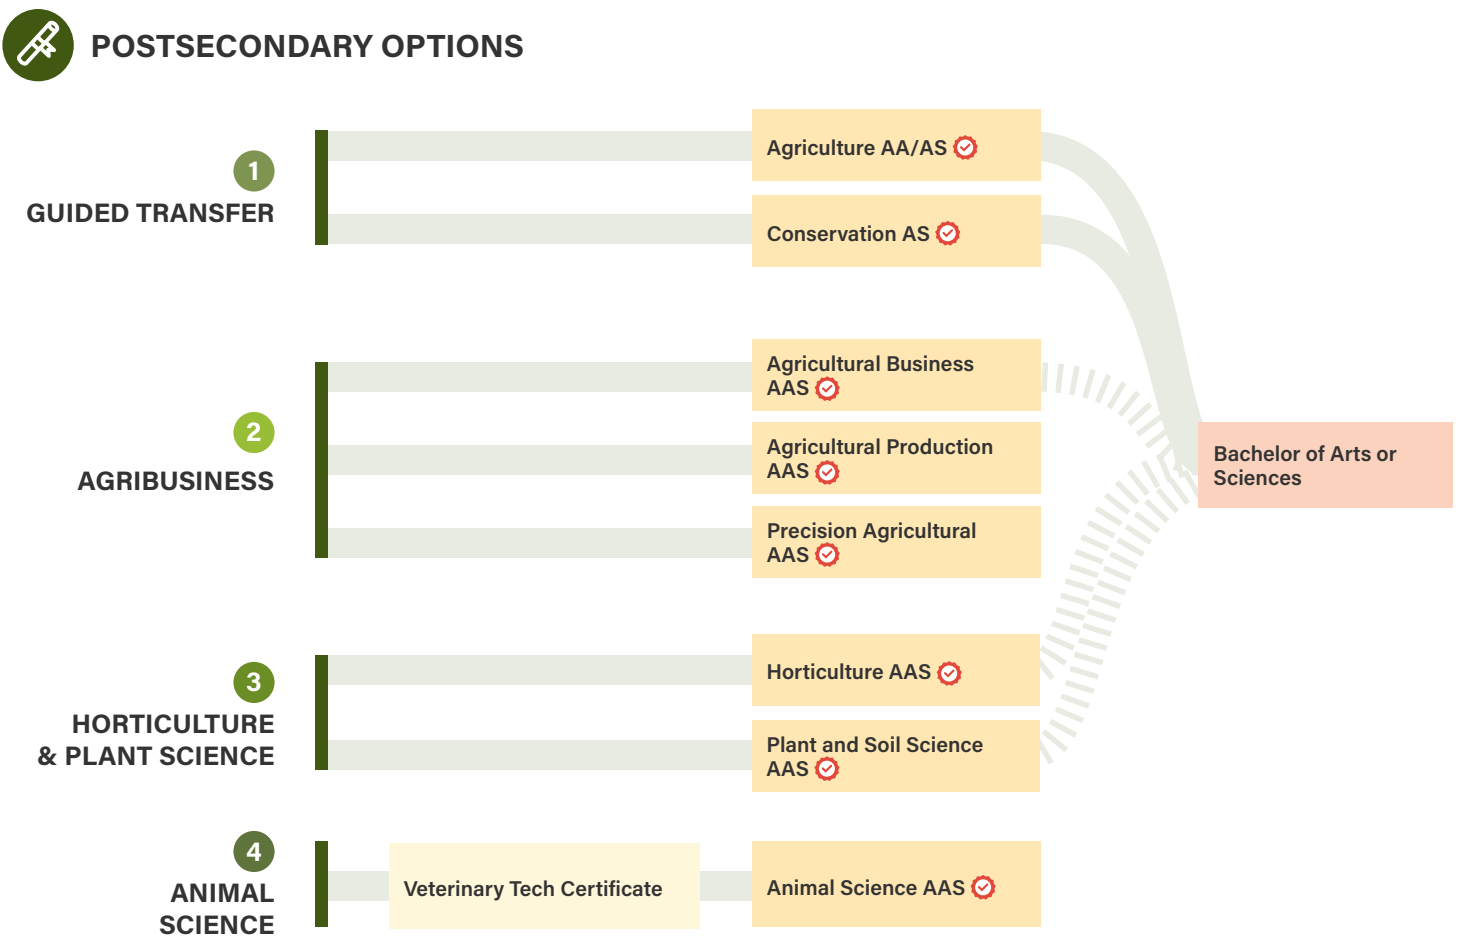 POSTSECONDARY OPTIONS
1
GUIDED TRANSFER
Agriculture AA/AS
Conservation AS
2
AGRIBUSINESS
Agricultural Business
AAS
Agricultural Production
AAS
Precision Agricultural
AAS
Bachelor of Arts or
Sciences
3
HORTICULTURE
& PLANT SCIENCE
Horticulture AAS
Plant and Soil Science
AAS
4
ANIMAL
SCIENCE
Veterinary Tech Certificate
Animal Science AAS